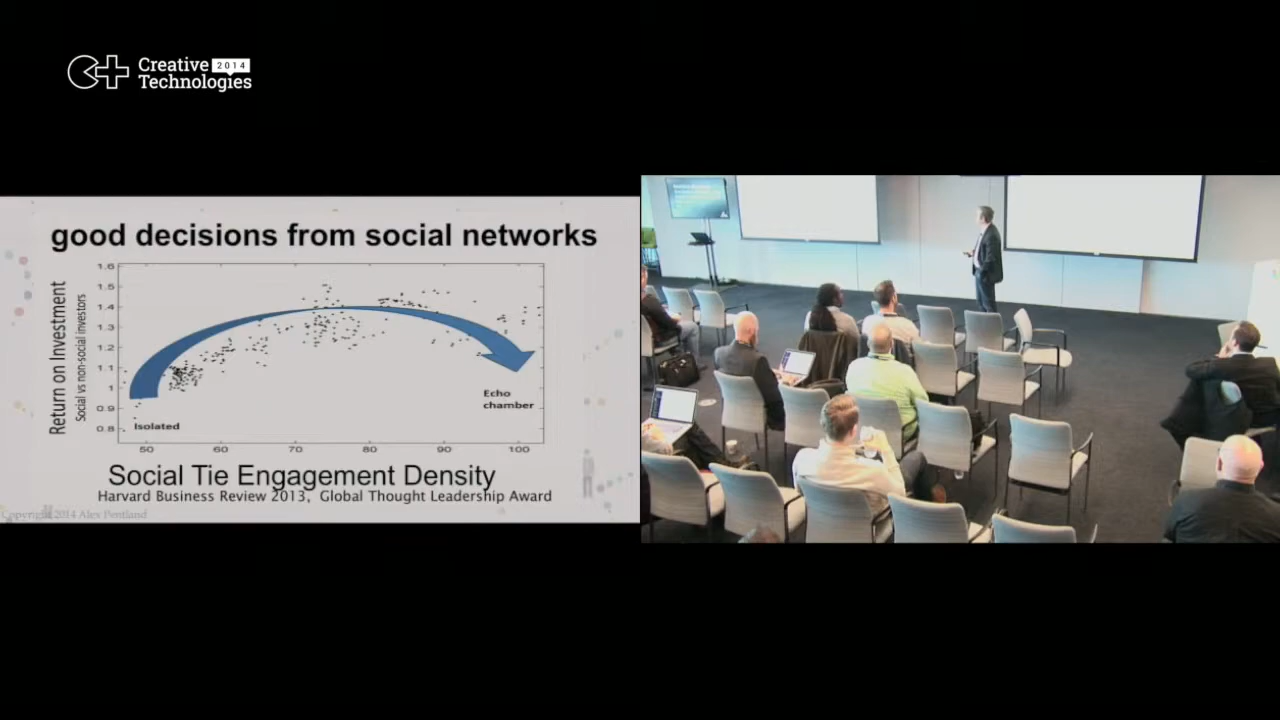 Creative 2014
Technologies
good decisions from social networks
Return on Investment
Social vs non-social investors
1.6
1.5
1.4
1.3
1.2
1.1
1
0.9
0.8
Isolated
Echo
chamber
50 60 70 80 90 100
Social Tie Engagement Density
Harvard Business Review 2013, Global Thought Leadership Award
Copyright 2014 Alex Pentland